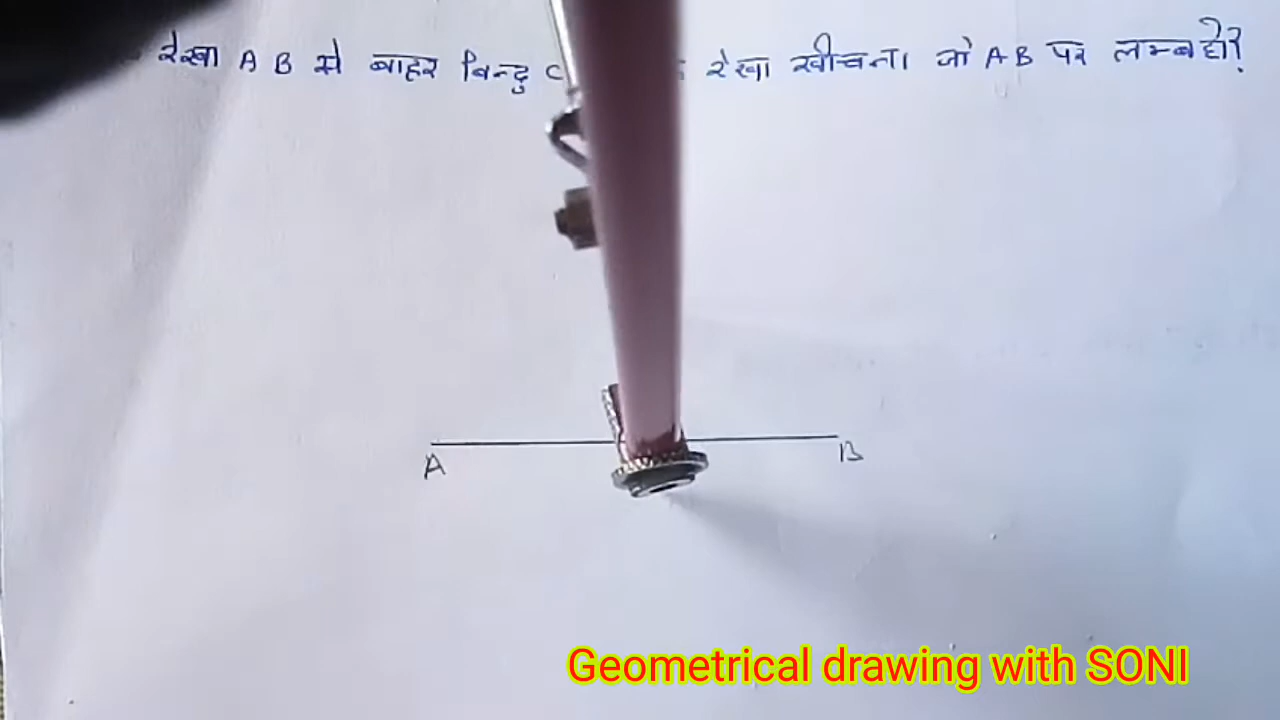 रेखा A B से बाहर बिन्दु C रेखा खीचना जो A B पर लम्ब हो?
A
B
Geometrical drawing with SONI